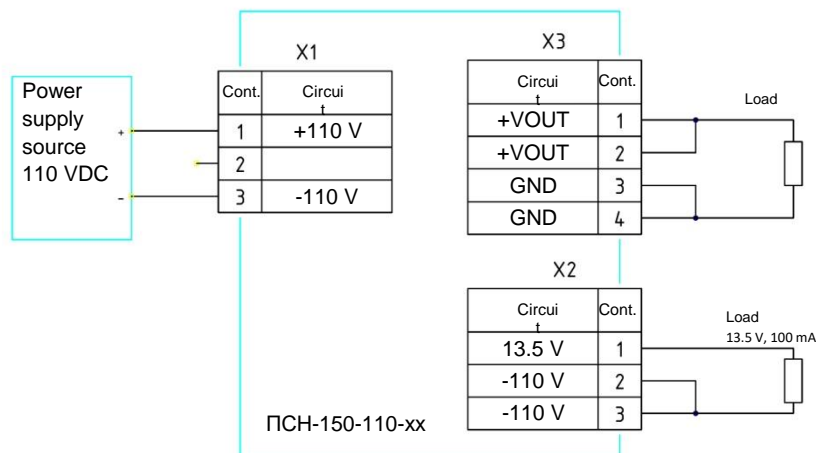 X1
Power
supply
source
110 VDC
+
-
Cont. Circui
t
1 +110 V
2
3 -110 V
X3
Circui Cont.
t
+VOUT 1
+VOUT 2
GND 3
GND 4
Load
X2
Circui Cont.
t
13.5 V 1
-110 V 2
-110 V 3
Load
13.5 V, 100 mA
ПСН-150-110-xx